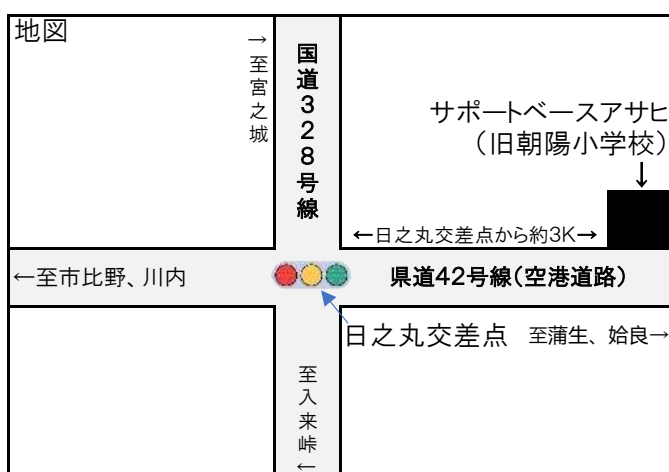 地図
→至宮之城
国道328号線
サポートベースアサヒ
（旧朝陽小学校）
↓
←日之丸交差点から約3K→
←至市比野、川内
県道42号線（空港道路）
日之丸交差点
至蒲生、姶良→
至入来峠←